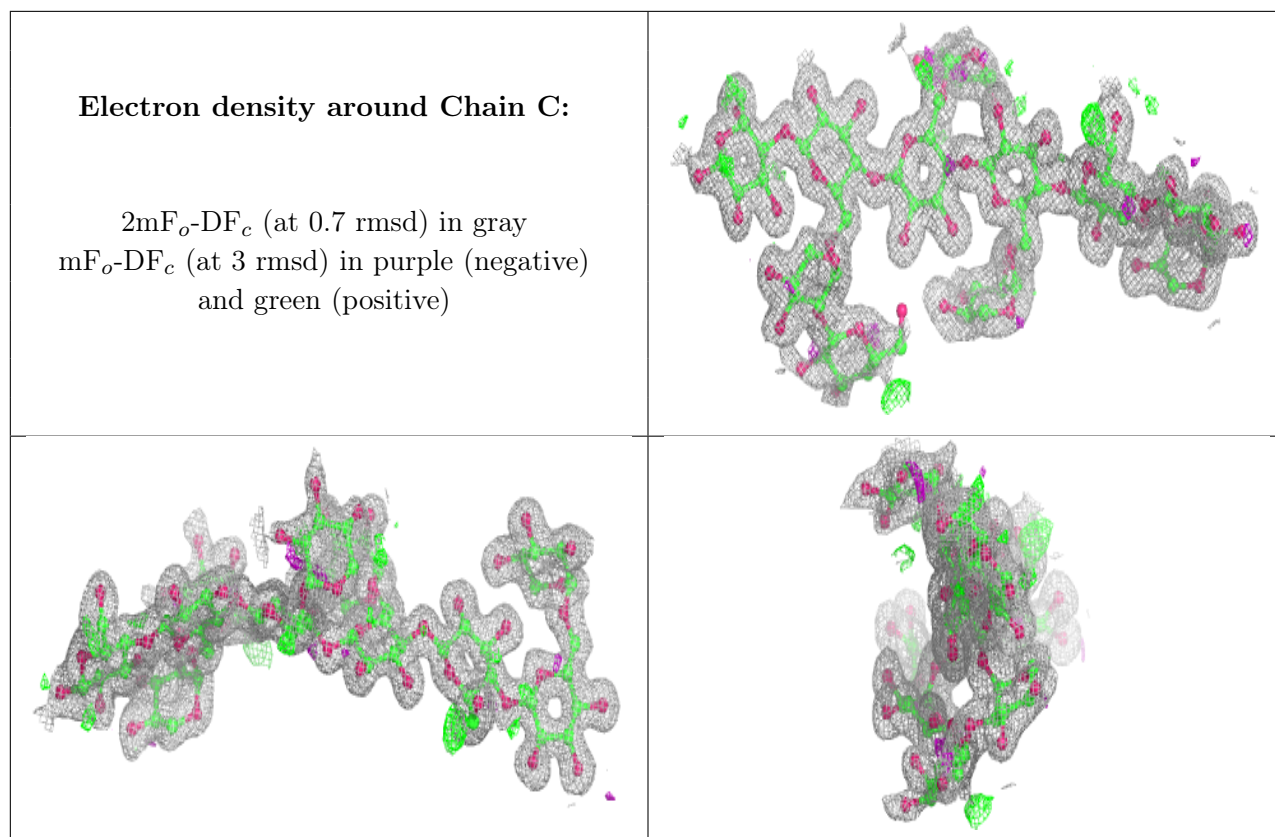 Electron density around Chain C:
2mFo-DFc (at 0.7 rmsd) in gray
mFo-DFc (at 3 rmsd) in purple (negative)
and green (positive)